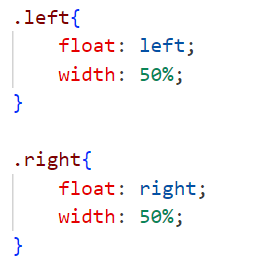 .left{
    float: left;
    width: 50%;
}

.right{
    float: right;
    width: 50%;
}